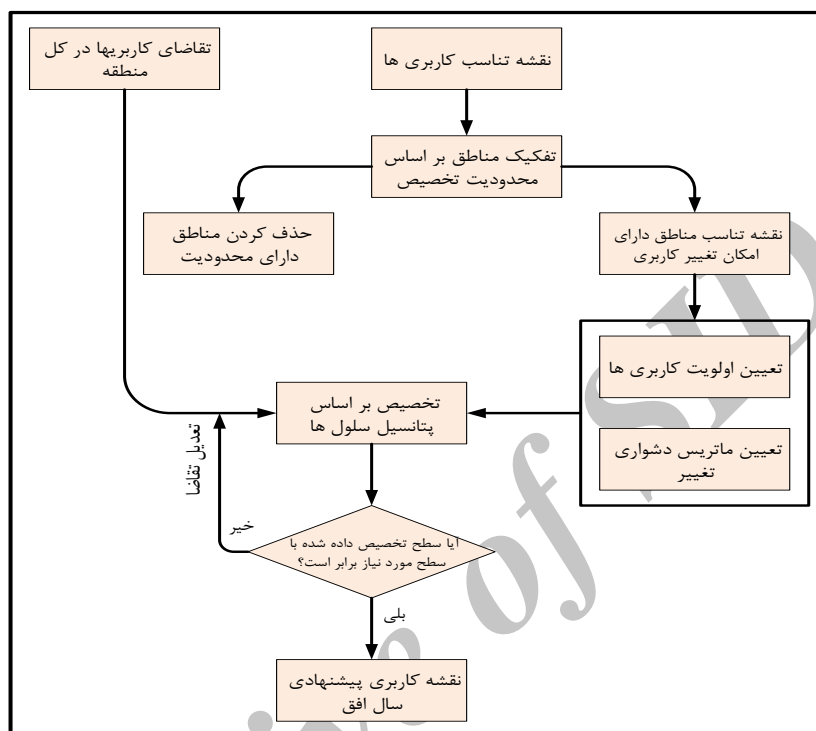 نقشه تناسب کاربری ها
تقاضای کاربریها در کل
منطقه
تفکیک مناطق بر اساس
محدودیت تخصیص
نقشه تناسب مناطق دارای
امکان تغییر کاربری
حذف کردن مناطق
دارای محدودیت
تعیین اولویت کاربری ها
تعیین ماتریس دشواری
تغییر
تخصیص بر اساس
پتانسیل سلول ها
تعدیل تقاضا
خیر
آیا سطح تخصیص داده شده با
سطح مورد نیاز برابر است؟
بلی
نقشه کاربری پیشنهادی
سال افق
ive of SID